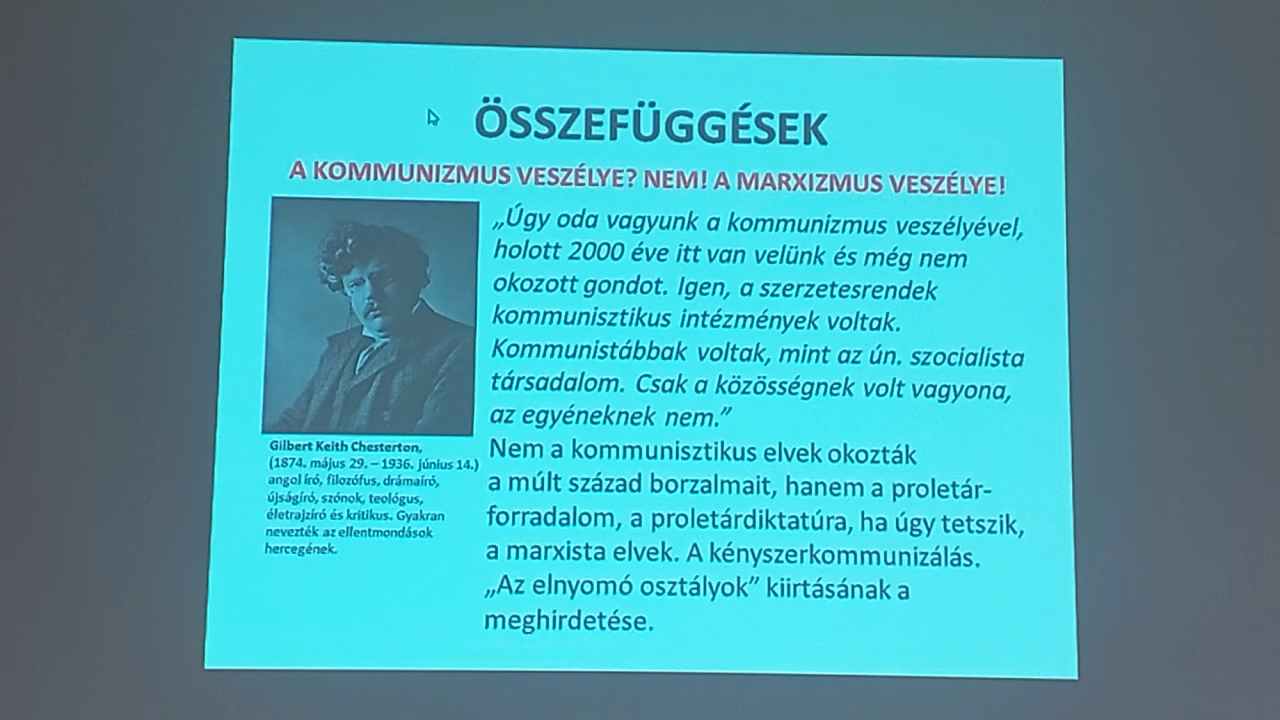 ÖSSZEFÜGGÉSEK
A KOMMUNIZMUS VESZÉLYE? NEM! A MARXIZMUS VESZÉLYE!
„Úgy oda vagyunk a kommunizmus veszélyével,
holott 2000 éve itt van velünk és még nem
okozott gondot. Igen, a szerzetesrendek
kommunisztikus intézmények voltak.
Kommunistábbak voltak, mint az ún. szocialista
társadalom. Csak a közösségnek volt vagyona,
az egyéneknek nem.”
Nem a kommunisztikus elvek okozták
a múlt század borzalmait, hanem a proletár-
forradalom, a proletárdiktatúra, ha úgy tetszik,
a marxista elvek. A kényszerkommunizálás.
„Az elnyomó osztályok” kiirtásának a
meghirdetése.
Gilbert Keith Chesterton,
(1874. május 29. – 1936. június 14.)
angol író, filozófus, drámaíró,
újságíró, szónok, teológus,
életrajzíró és kritikus. Gyakran
nevezték az ellentmondások
hercegének.